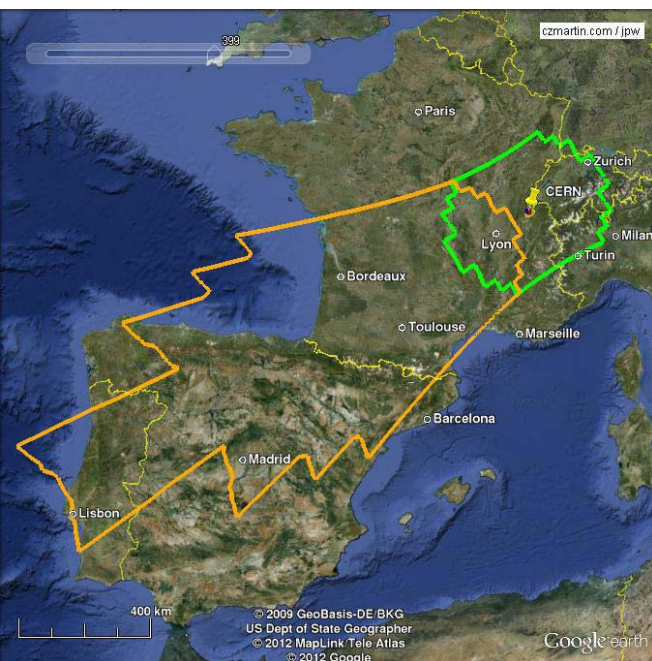 399
czmartin.com / jpw
Paris
Zurich
CERN
Lyon
Milan
Turin
Bordeaux
Toulouse
Marseille
Barcelona
Madrid
Lisbon
400 km
© 2009 GeoBasis-DE/BKG
US Dept of State Geographer
© 2012 MapLink/Tele Atlas
© 2012 Google
Google earth